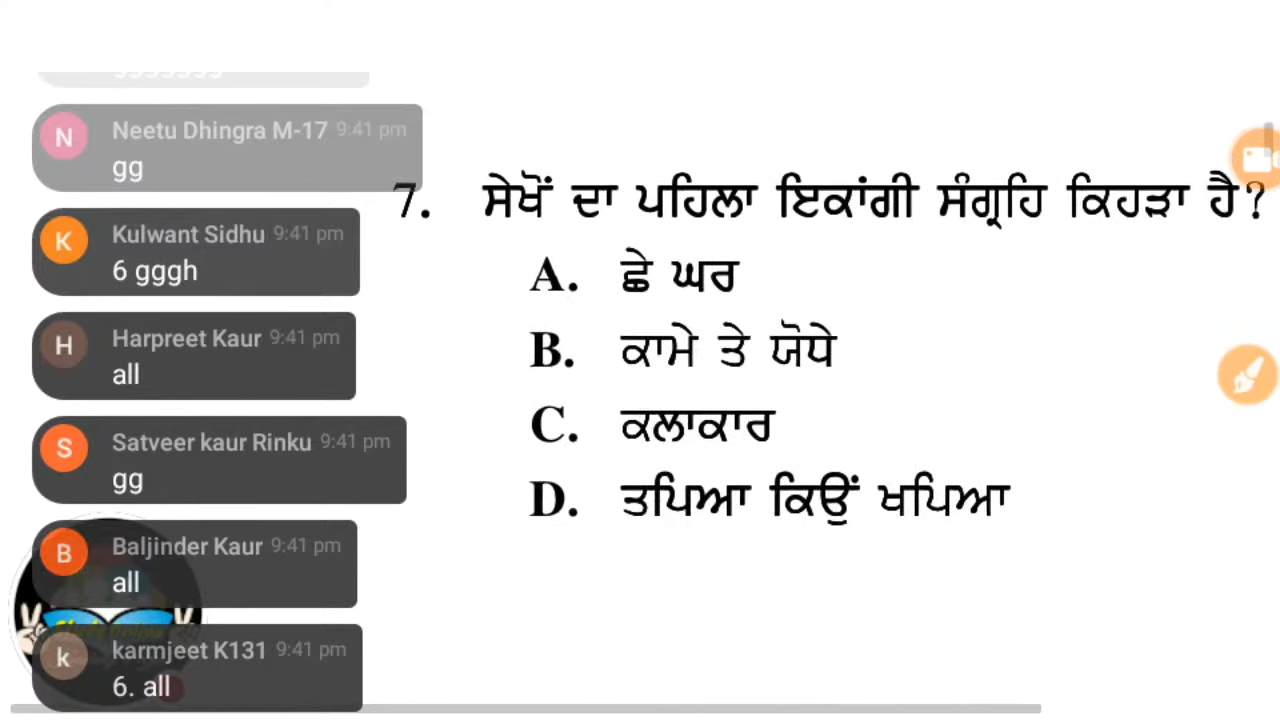 Neetu Dhingra M-17 9:41 pm
gg
Kulwant Sidhu 9:41 pm
6 gggh
Harpreet Kaur 9:41 pm
all
Satveer kaur Rinku 9:41 pm
gg
Baljinder Kaur 9:41 pm
all
karmjeet K131 9:41 pm
6. all
7. ਸੇਖੋਂ ਦਾ ਪਹਿਲਾ ਇਕਾਂਗੀ ਸੰਗ੍ਰਹਿ ਕਿਹੜਾ ਹੈ?
A. ਛੇ ਘਰ
B. ਕਾਮੇ ਤੇ ਯੋਧੇ
C. ਕਲਾਕਾਰ
D. ਤਪਿਆ ਕਿਉਂ ਖਪਿਆ